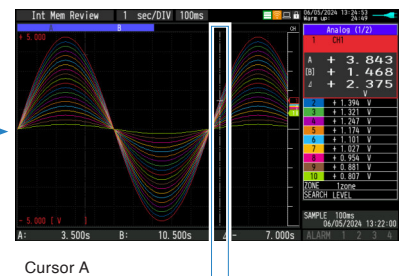 Int Mem Review 1 sec/DIV 100ms
06/05/2024 13:24:53
Warm up: 24:49
A B CH
+ 5.000
- 5.000 [ V ]
A: 3.500s B: 10.500s Δ - 7.000s
Analog (1/2)
1 CH1
A + 3. 843
[B] + 1. 468
Δ + 2. 375
V
2 + 1.394 V
3 + 1.321 V
4 + 1.247 V
5 + 1.174 V
6 + 1.101 V
7 + 1.027 V
8 + 0.954 V
9 + 0.881 V
10 + 0.807 V
ZONE 1zone
SEARCH LEVEL
SAMPLE 100ms
06/05/2024 13:22:00
ALARM 1 2 3 4
Cursor A